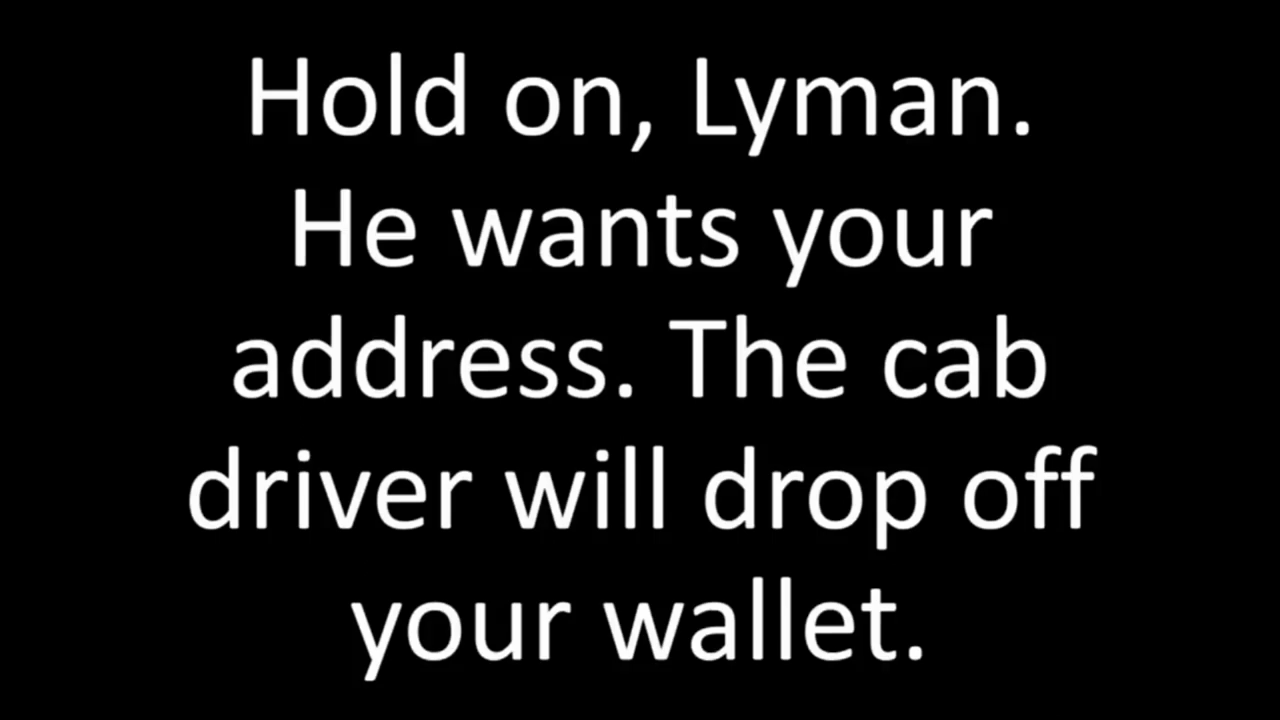 Hold on, Lyman.
He wants your
address. The cab
driver will drop off
your wallet.